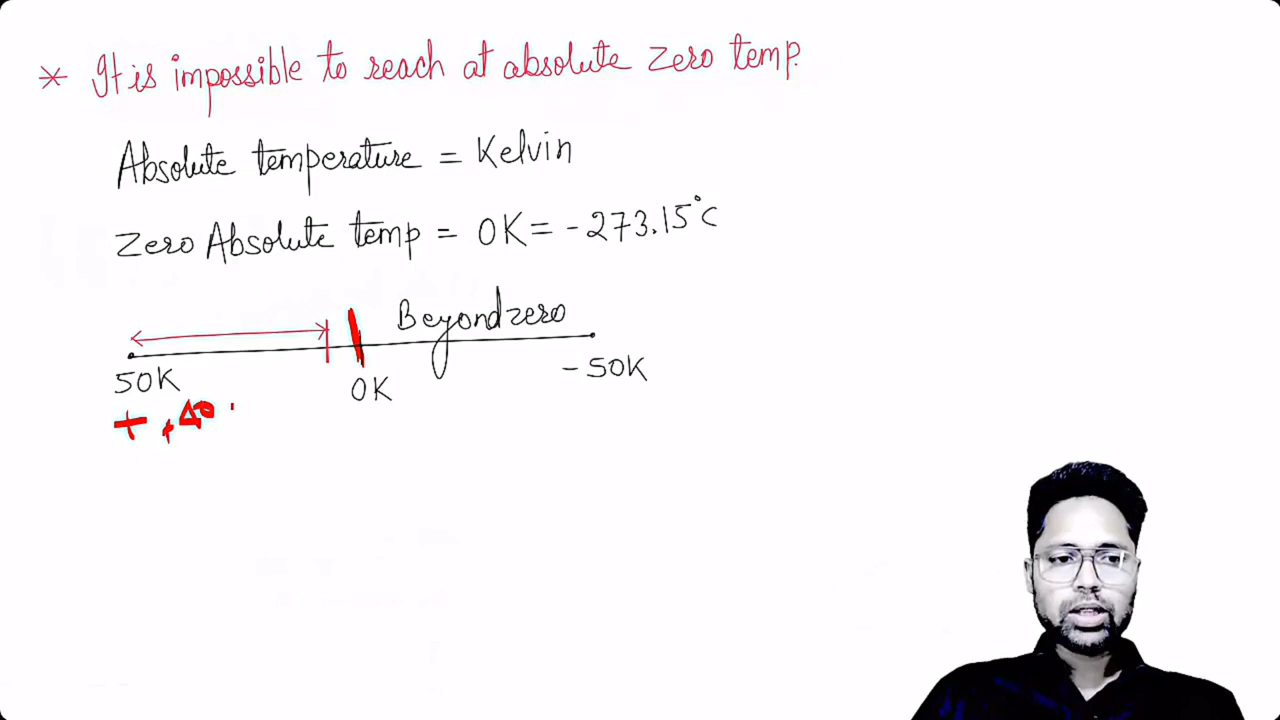 * It is impossible to reach at absolute zero temp.
Absolute temperature = Kelvin
Zero Absolute temp = 0K = -273.15°C
Beyond zero
50K 0K -50K
+, +40